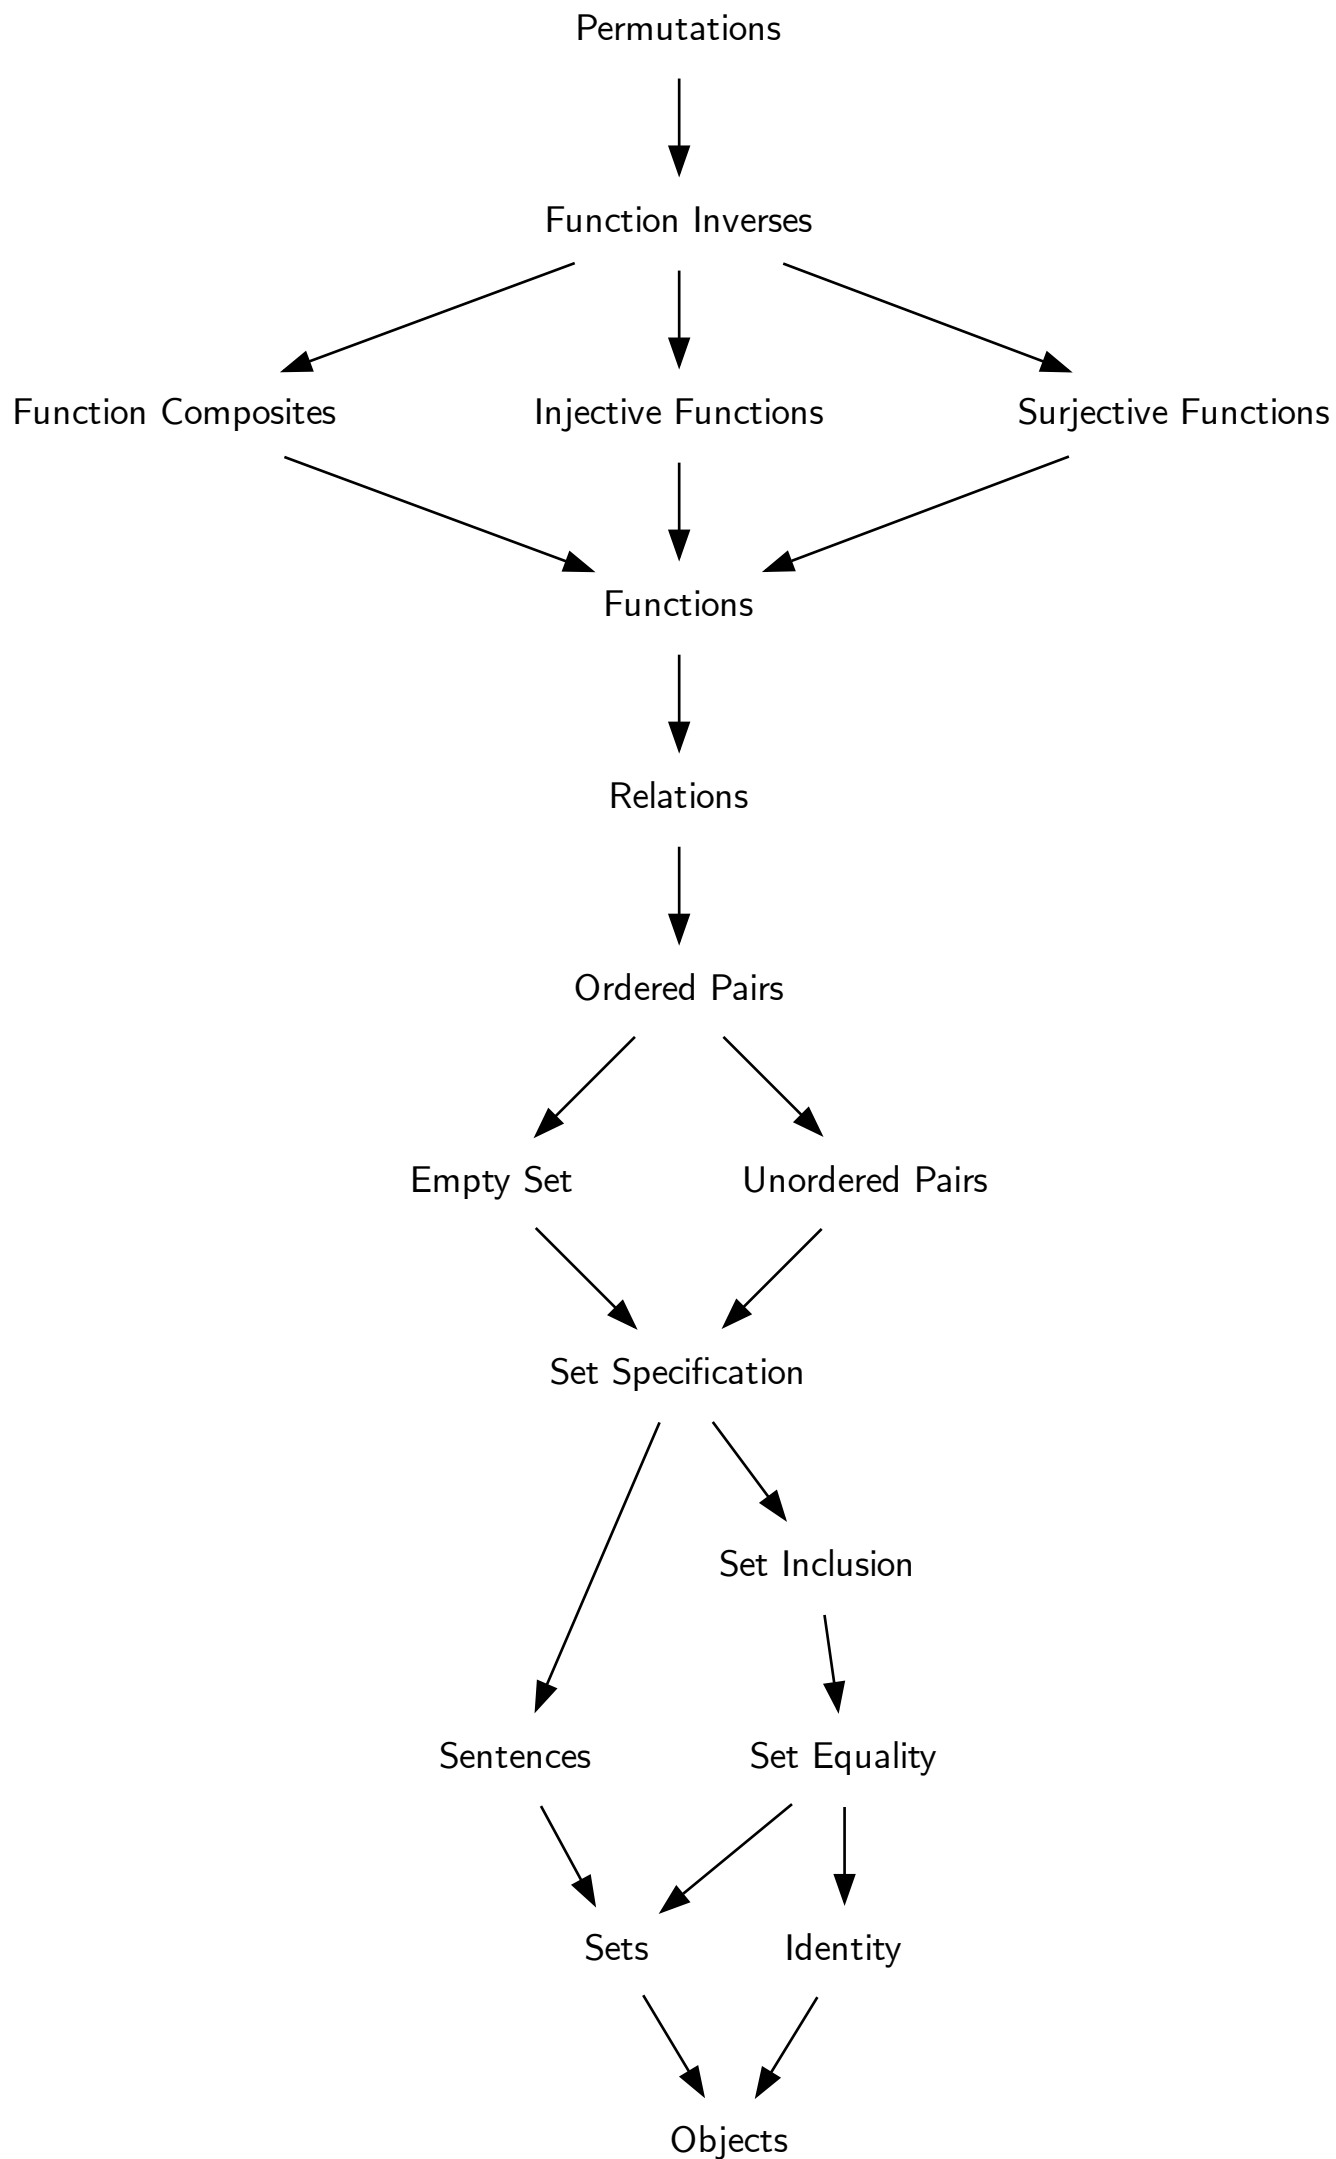 Permutations
Function Inverses
Function Composites
Injective Functions
Surjective Functions
Functions
Relations
Ordered Pairs
Empty Set
Unordered Pairs
Set Specification
Set Inclusion
Sentences
Set Equality
Sets
Identity
Objects